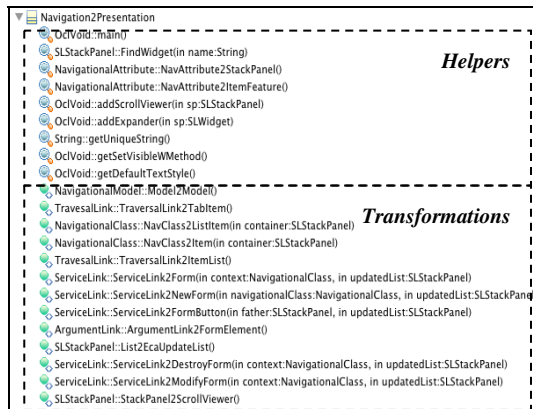 Navigation2Presentation
OclVoid::main()
SLStackPanel::FindWidget(in name:String)
Helpers
NavigationalAttribute::NavAttribute2StackPanel()
NavigationalAttribute::NavAttribute2ItemFeature()
OclVoid::addScrollViewer(in sp:SLStackPanel)
OclVoid::addExpander(in sp:SLWidget)
String::getUniqueString()
OclVoid::getSetVisibleWMethod()
OclVoid::getDefaultTextStyle()
NavigationalModel::Model2Model()
TravesalLink::TraversalLink2TabItem()
Transformations
NavigationalClass::NavClass2ListItem(in container:SLStackPanel)
NavigationalClass::NavClass2Item(in container:SLStackPanel)
TravesalLink::TraversalLink2ItemList()
ServiceLink::ServiceLink2Form(in context:NavigationalClass, in updatedList:SLStackPanel)
ServiceLink::ServiceLink2NewForm(in navigationalClass:NavigationalClass, in updatedList:SLStackPane
ServiceLink::ServiceLink2FormButton(in father:SLStackPanel, in updatedList:SLStackPanel)
ArgumentLink::ArgumentLink2FormElement()
SLStackPanel::List2EcaUpdateList()
ServiceLink::ServiceLink2DestroyForm(in context:NavigationalClass, in updatedList:SLStackPanel)
ServiceLink::ServiceLink2ModifyForm(in context:NavigationalClass, in updatedList:SLStackPanel)
SLStackPanel::StackPanel2ScrollViewer()